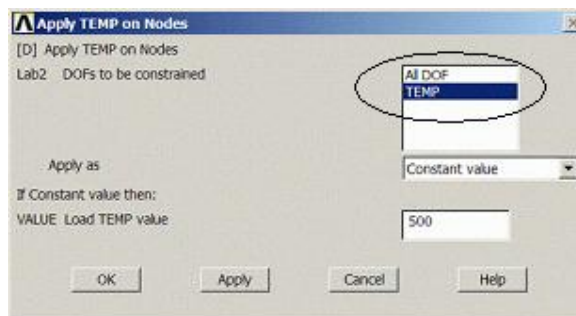 Apply TEMP on Nodes
[D] Apply TEMP on Nodes
Lab2 DOFs to be constrained
All DOF
TEMP
Apply as
Constant value
If Constant value then:
VALUE Load TEMP value
500
OK Apply Cancel Help